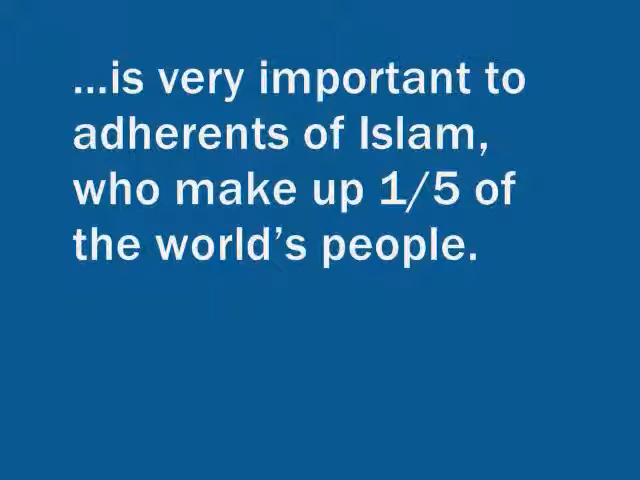 ...is very important to
adherents of Islam,
who make up 1/5 of
the world’s people.